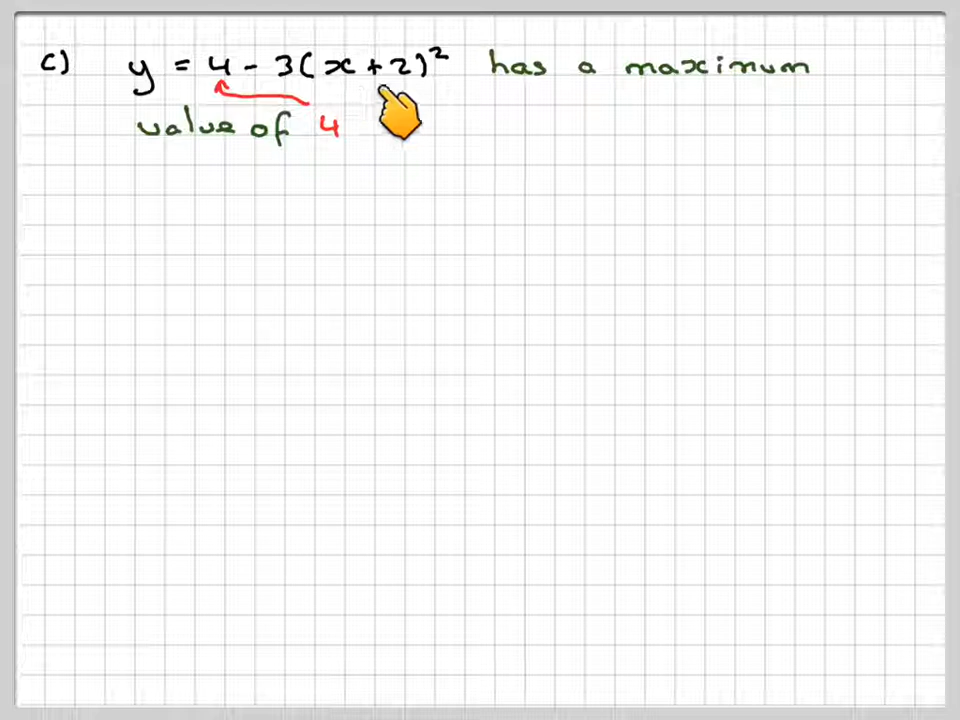 c) y = 4 - 3(x+2)² has a maximum
value of 4